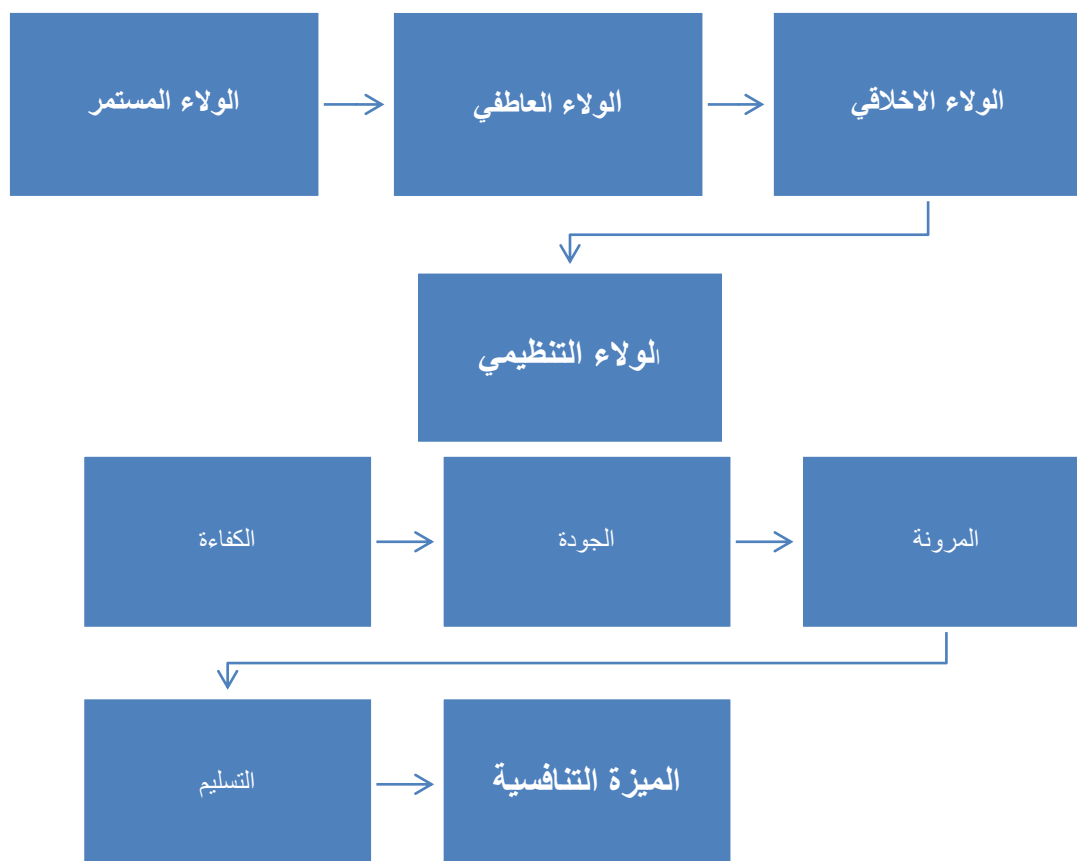 الولاء المستمر
الولاء العاطفي
الولاء الاخلاقي
الولاء التنظيمي
الكفاءة
الجودة
المرونة
التسليم
الميزة التنافسية